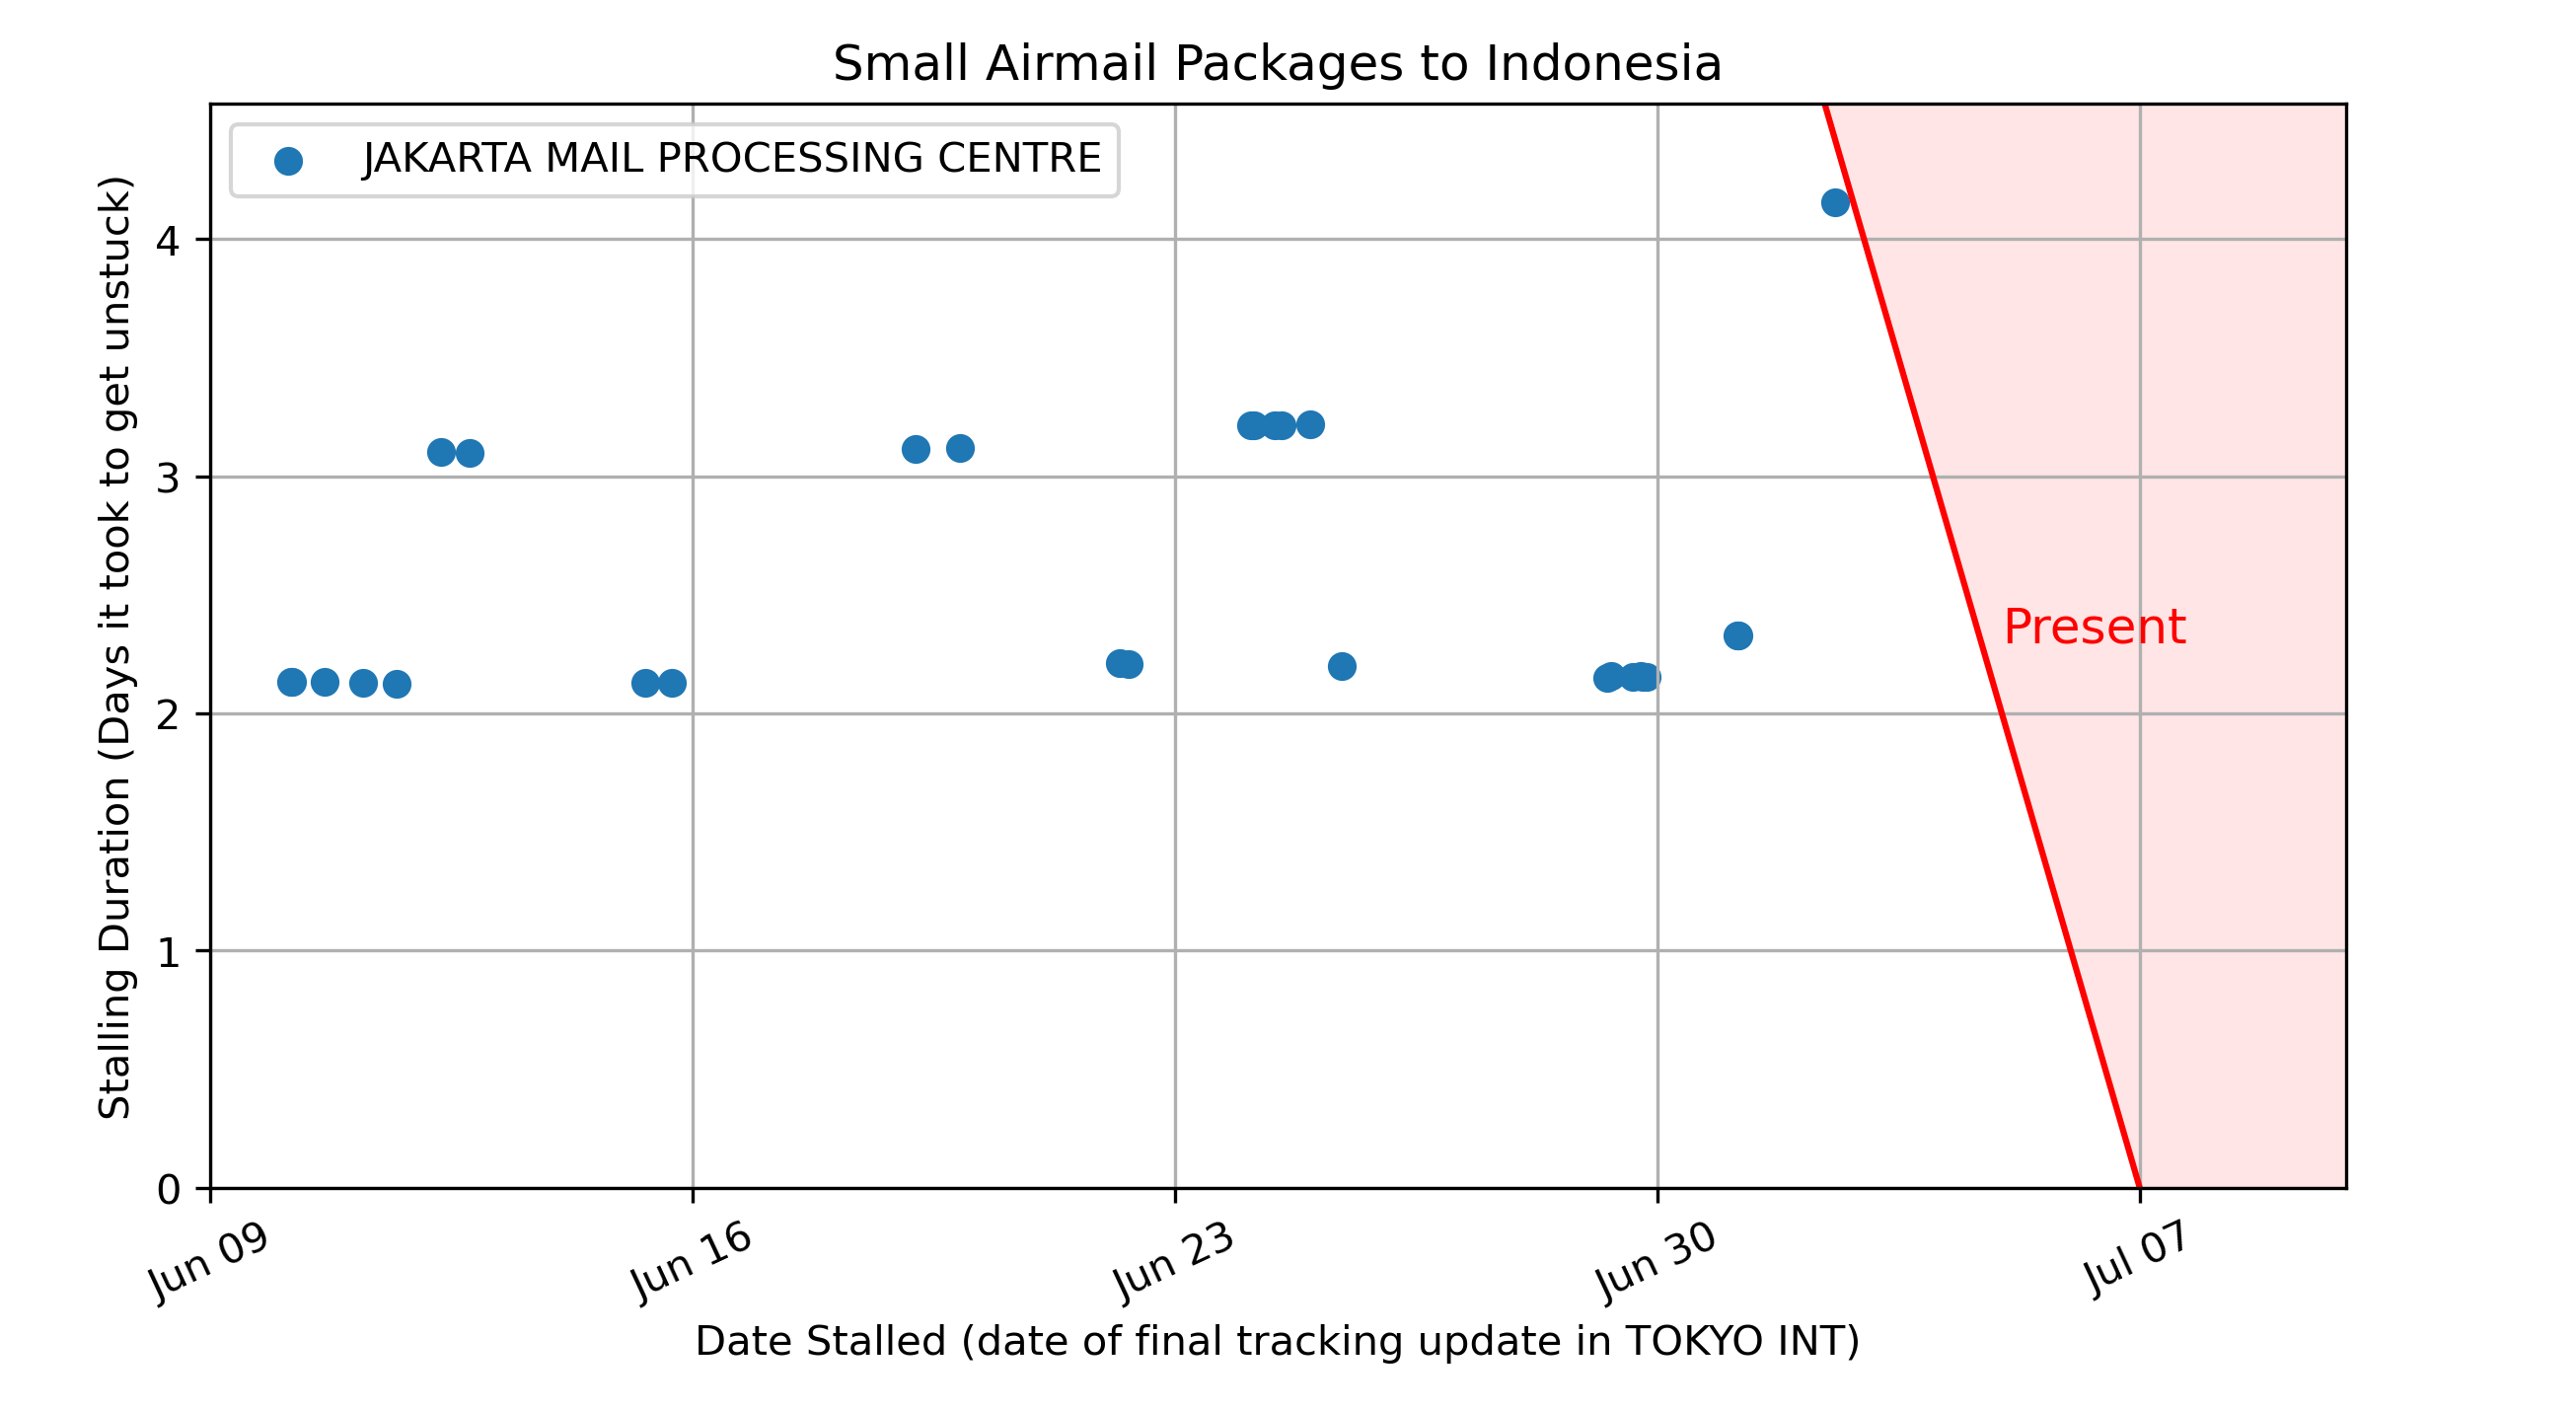 Small Airmail Packages to Indonesia
JAKARTA MAIL PROCESSING CENTRE
Stalling Duration (Days it took to get unstuck)
4
3
2
1
0
Present
Jun 09
Jun 16
Jun 23
Jun 30
Jul 07
Date Stalled (date of final tracking update in TOKYO INT)